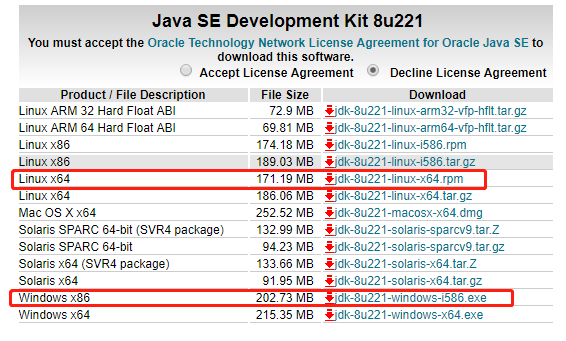 Java SE Development Kit 8u221
You must accept the Oracle Technology Network License Agreement for Oracle Java SE to
download this software.
Accept License Agreement Decline License Agreement
Product / File Description File Size Download
Linux ARM 32 Hard Float ABI 72.9 MB jdk-8u221-linux-arm32-vfp-hflt.tar.gz
Linux ARM 64 Hard Float ABI 69.81 MB jdk-8u221-linux-arm64-vfp-hflt.tar.gz
Linux x86 174.18 MB jdk-8u221-linux-i586.rpm
Linux x86 189.03 MB jdk-8u221-linux-i586.tar.gz
Linux x64 171.19 MB jdk-8u221-linux-x64.rpm
Linux x64 186.06 MB jdk-8u221-linux-x64.tar.gz
Mac OS X x64 252.52 MB jdk-8u221-macosx-x64.dmg
Solaris SPARC 64-bit (SVR4 package) 132.99 MB jdk-8u221-solaris-sparcv9.tar.Z
Solaris SPARC 64-bit 94.23 MB jdk-8u221-solaris-sparcv9.tar.gz
Solaris x64 (SVR4 package) 133.66 MB jdk-8u221-solaris-x64.tar.Z
Solaris x64 91.95 MB jdk-8u221-solaris-x64.tar.gz
Windows x86 202.73 MB jdk-8u221-windows-i586.exe
Windows x64 215.35 MB jdk-8u221-windows-x64.exe